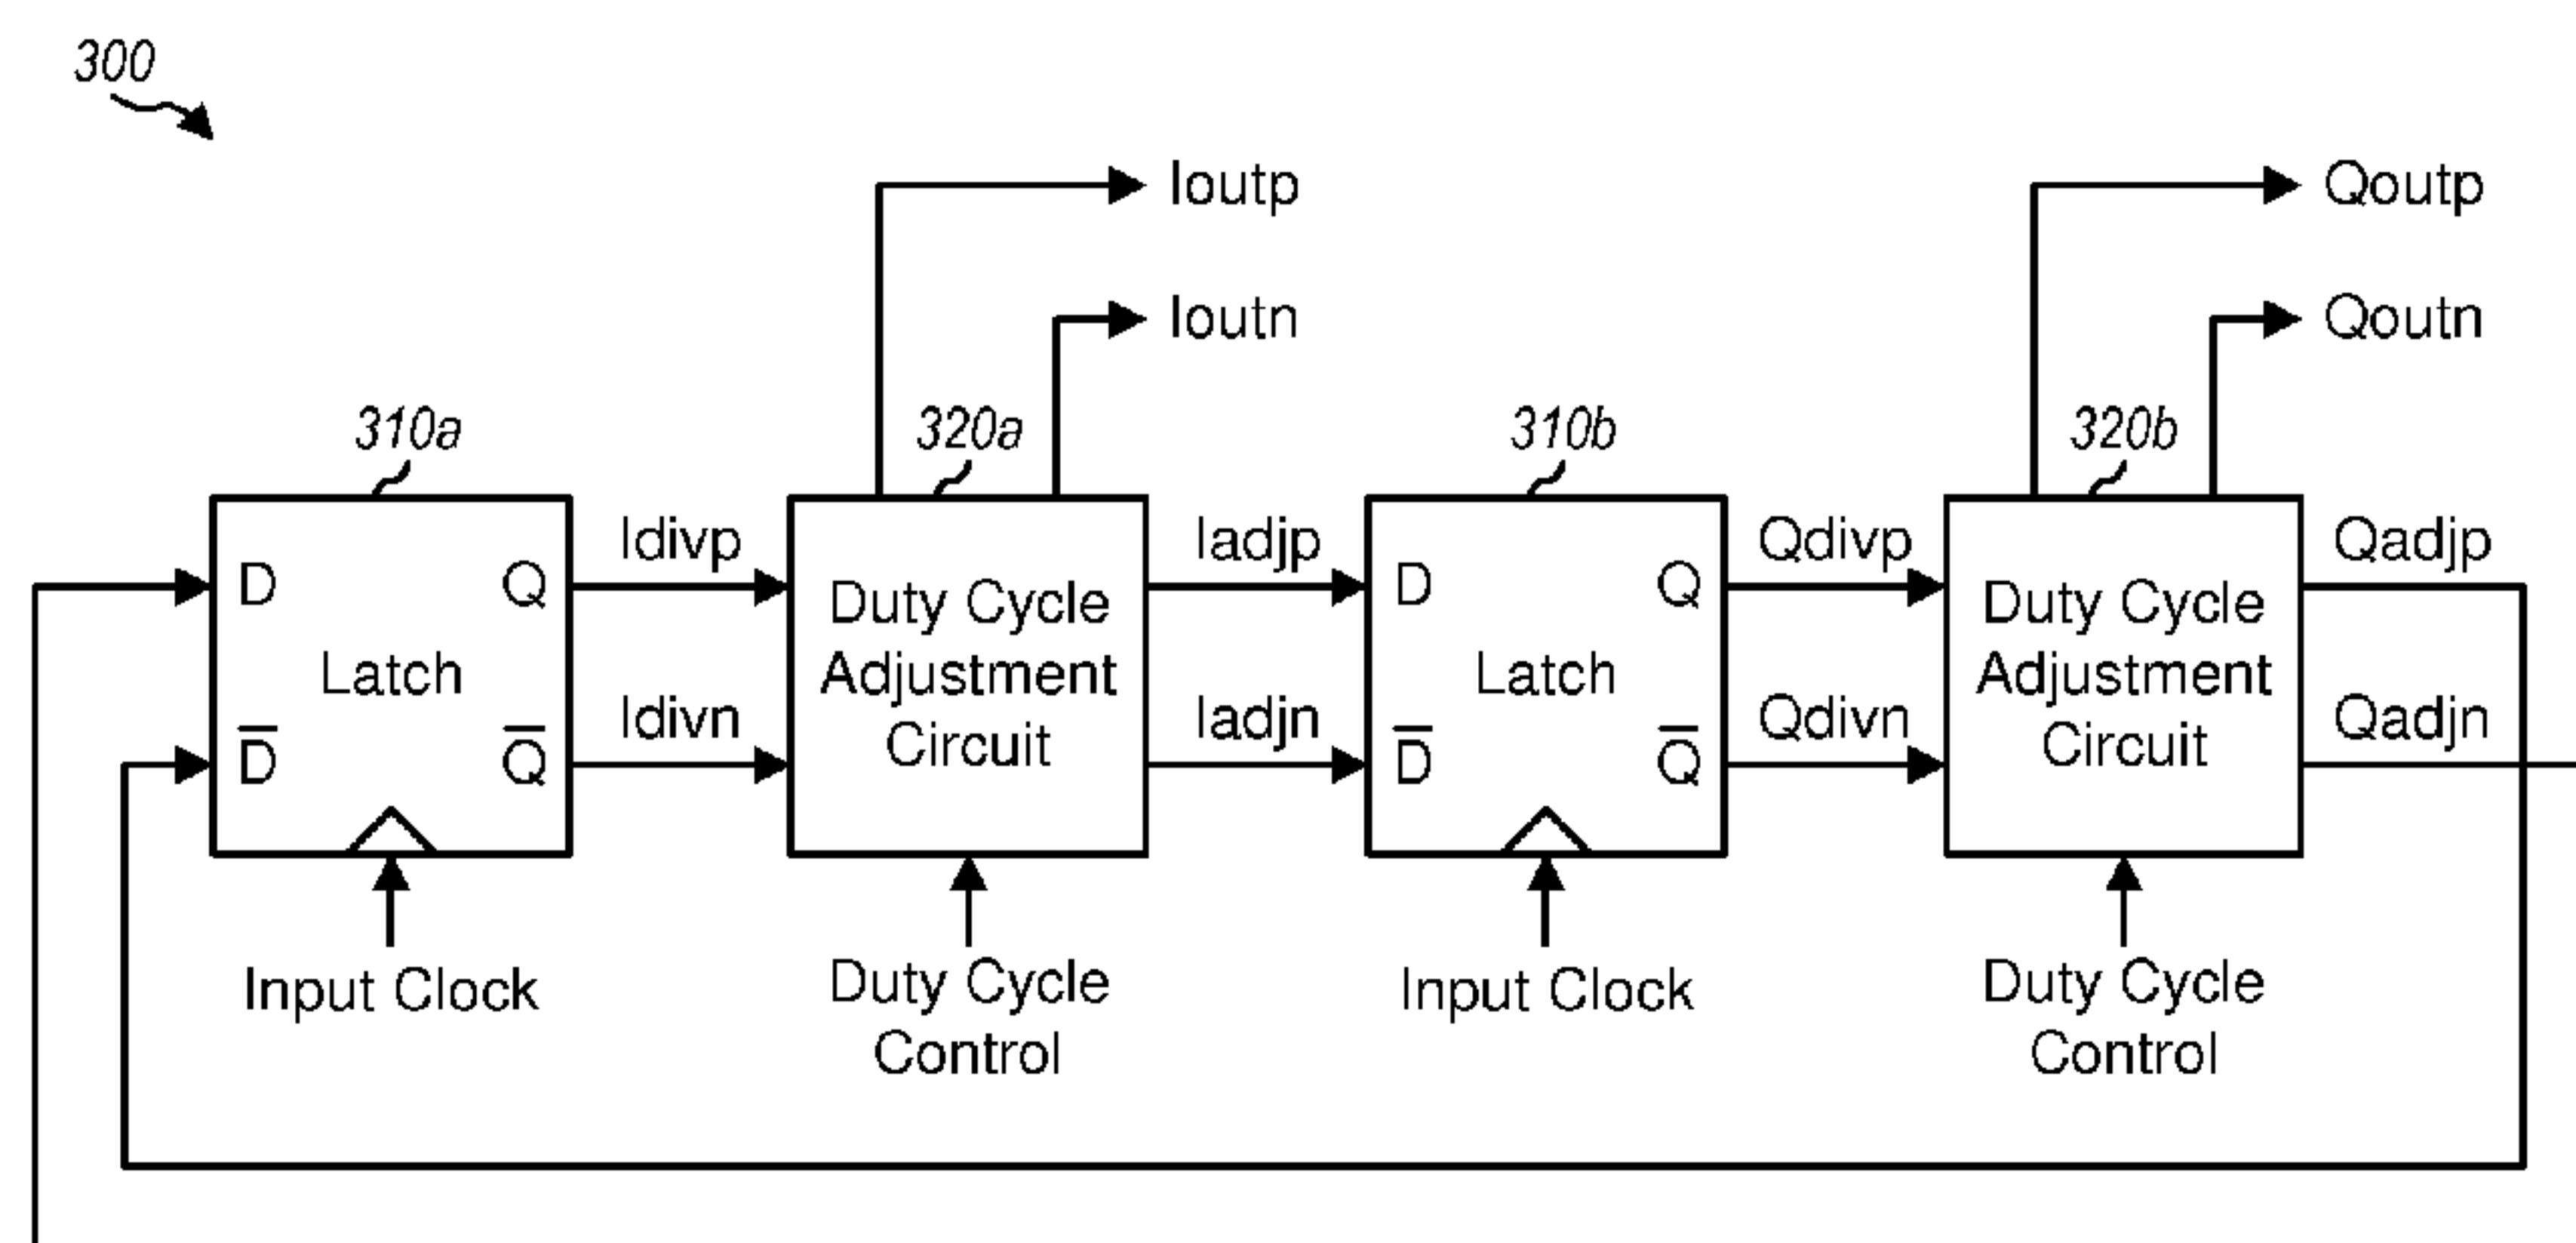 300
Ioutp
Qoutp
Ioutn
Qoutn
310a
320a
310b
320b
D
Q
Idivp
Duty Cycle
Adjustment
Circuit
Iadjp
D
Q
Qdivp
Duty Cycle
Adjustment
Circuit
Qadjp
Latch
Latch
D̅
Q̅
Idivn
Iadjn
D̅
Q̅
Qdivn
Qadjn
Input Clock
Duty Cycle
Control
Input Clock
Duty Cycle
Control